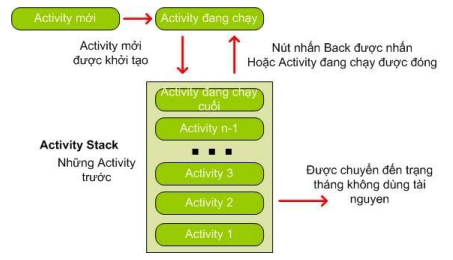 Activity mới
Activity đang chạy
Activity mới
được khởi tạo
Nút nhấn Back được nhấn
Hoặc Activity đang chạy được đóng
Activity đang chạy
cuối
Activity n-1
Activity Stack
Những Activity
trước
Activity 3
Activity 2
Activity 1
Được chuyển đến trạng
tháng không dùng tài
nguyen